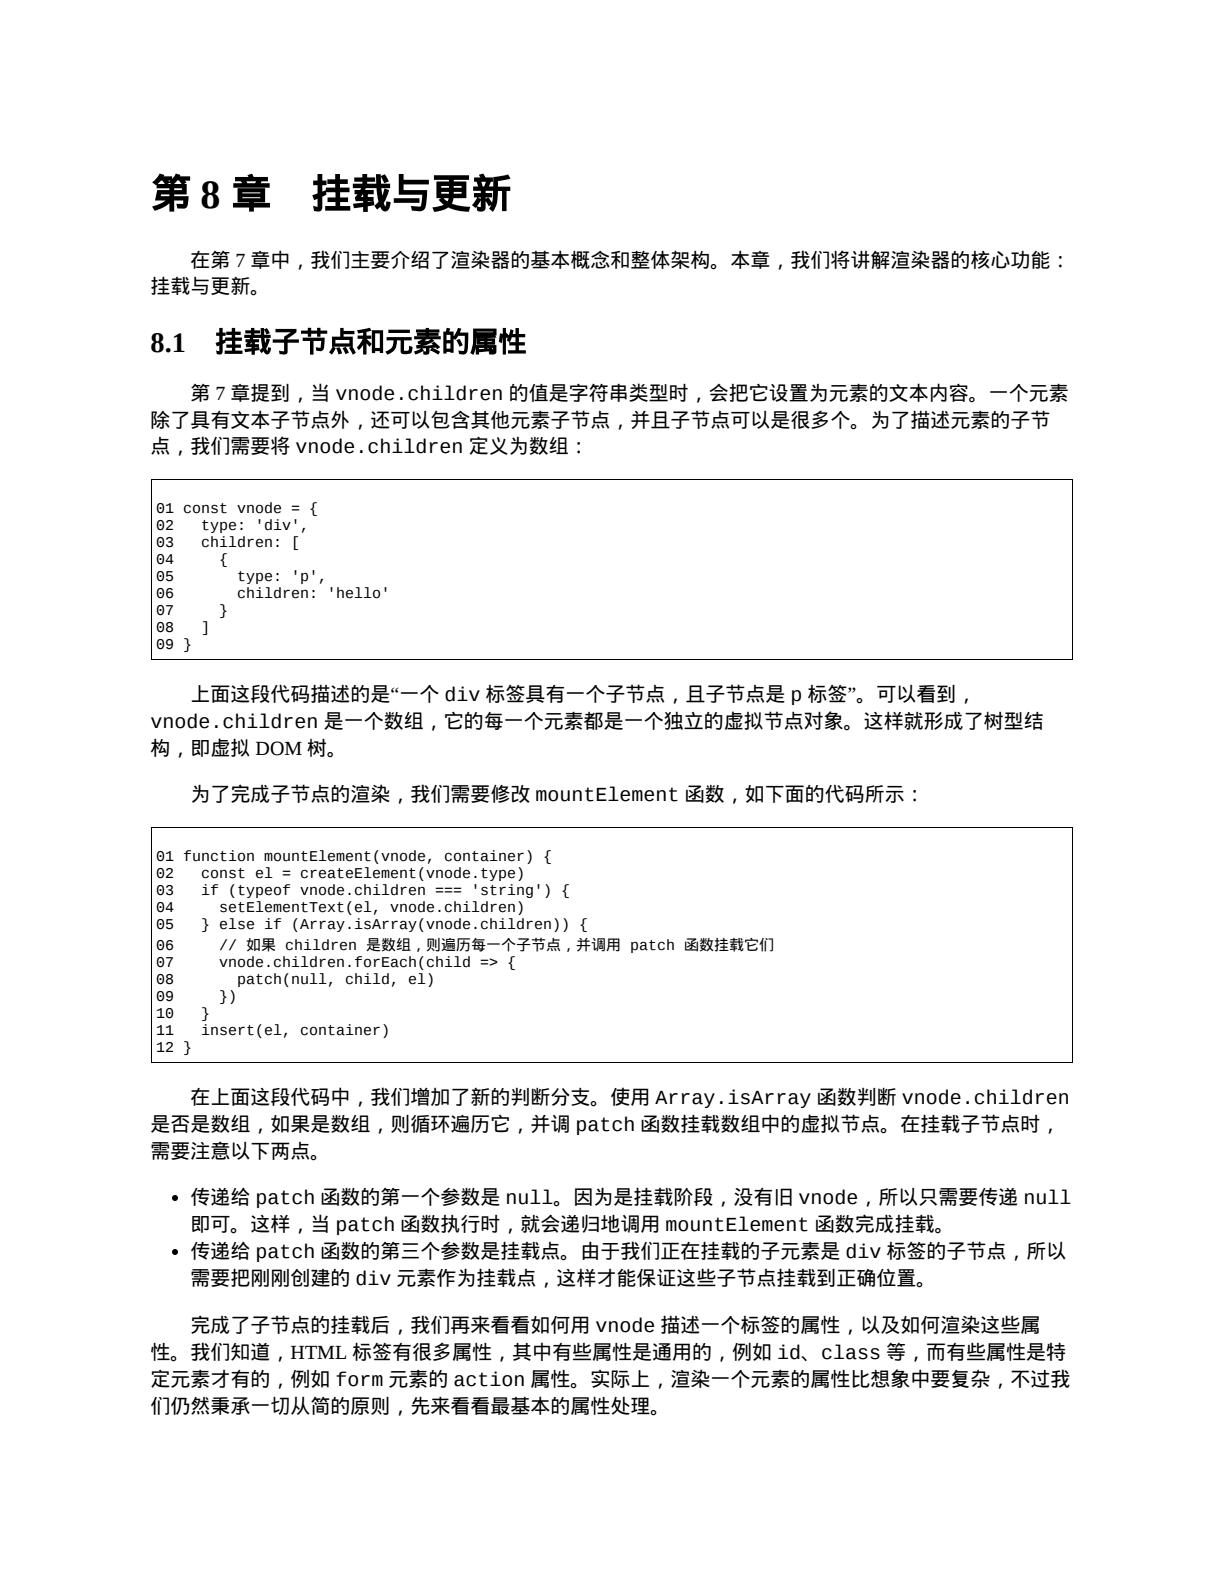 第 8 章　挂载与更新
在第 7 章中，我们主要介绍了渲染器的基本概念和整体架构。本章，我们将讲解渲染器的核心功能：
挂载与更新。
8.1　挂载子节点和元素的属性
第 7 章提到，当 vnode.children 的值是字符串类型时，会把它设置为元素的文本内容。一个元素
除了具有文本子节点外，还可以包含其他元素子节点，并且子节点可以是很多个。为了描述元素的子节
点，我们需要将 vnode.children 定义为数组：
01 const vnode = {
02   type: 'div',
03   children: [
04     {
05       type: 'p',
06       children: 'hello'
07     }
08   ]
09 }
上面这段代码描述的是“一个 div 标签具有一个子节点，且子节点是 p 标签”。可以看到，
vnode.children 是一个数组，它的每一个元素都是一个独立的虚拟节点对象。这样就形成了树型结
构，即虚拟 DOM 树。
为了完成子节点的渲染，我们需要修改 mountElement 函数，如下面的代码所示：
01 function mountElement(vnode, container) {
02   const el = createElement(vnode.type)
03   if (typeof vnode.children === 'string') {
04     setElementText(el, vnode.children)
05   } else if (Array.isArray(vnode.children)) {
06     // 如果 children 是数组，则遍历每一个子节点，并调用 patch 函数挂载它们
07     vnode.children.forEach(child => {
08       patch(null, child, el)
09     })
10   }
11   insert(el, container)
12 }
在上面这段代码中，我们增加了新的判断分支。使用 Array.isArray 函数判断 vnode.children
是否是数组，如果是数组，则循环遍历它，并调 patch 函数挂载数组中的虚拟节点。在挂载子节点时，
需要注意以下两点。
• 传递给 patch 函数的第一个参数是 null。因为是挂载阶段，没有旧 vnode，所以只需要传递 null
即可。这样，当 patch 函数执行时，就会递归地调用 mountElement 函数完成挂载。
• 传递给 patch 函数的第三个参数是挂载点。由于我们正在挂载的子元素是 div 标签的子节点，所以
需要把刚刚创建的 div 元素作为挂载点，这样才能保证这些子节点挂载到正确位置。
完成了子节点的挂载后，我们再来看看如何用 vnode 描述一个标签的属性，以及如何渲染这些属
性。我们知道，HTML 标签有很多属性，其中有些属性是通用的，例如 id、class 等，而有些属性是特
定元素才有的，例如 form 元素的 action 属性。实际上，渲染一个元素的属性比想象中要复杂，不过我
们仍然秉承一切从简的原则，先来看看最基本的属性处理。